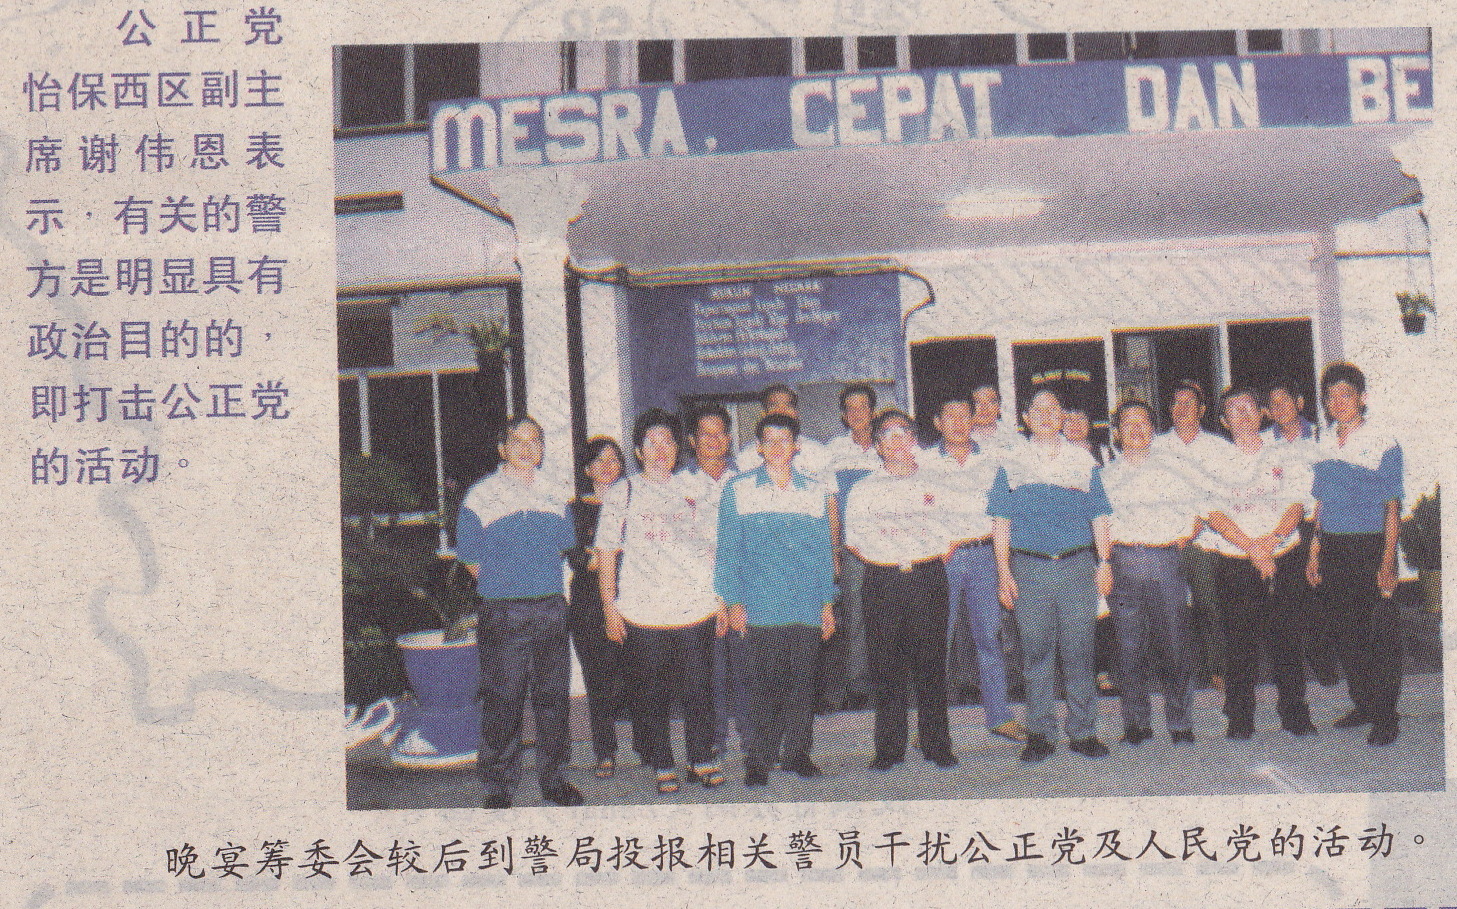 公正党
怡保西区副主
席谢伟恩表
示，有关的警
方是明显具有
政治目的的，
即打击公正党
的活动。
MESRA. CEPAT DAN BE
晚宴筹委会较后到警局投报相关警员干扰公正党及人民党的活动。